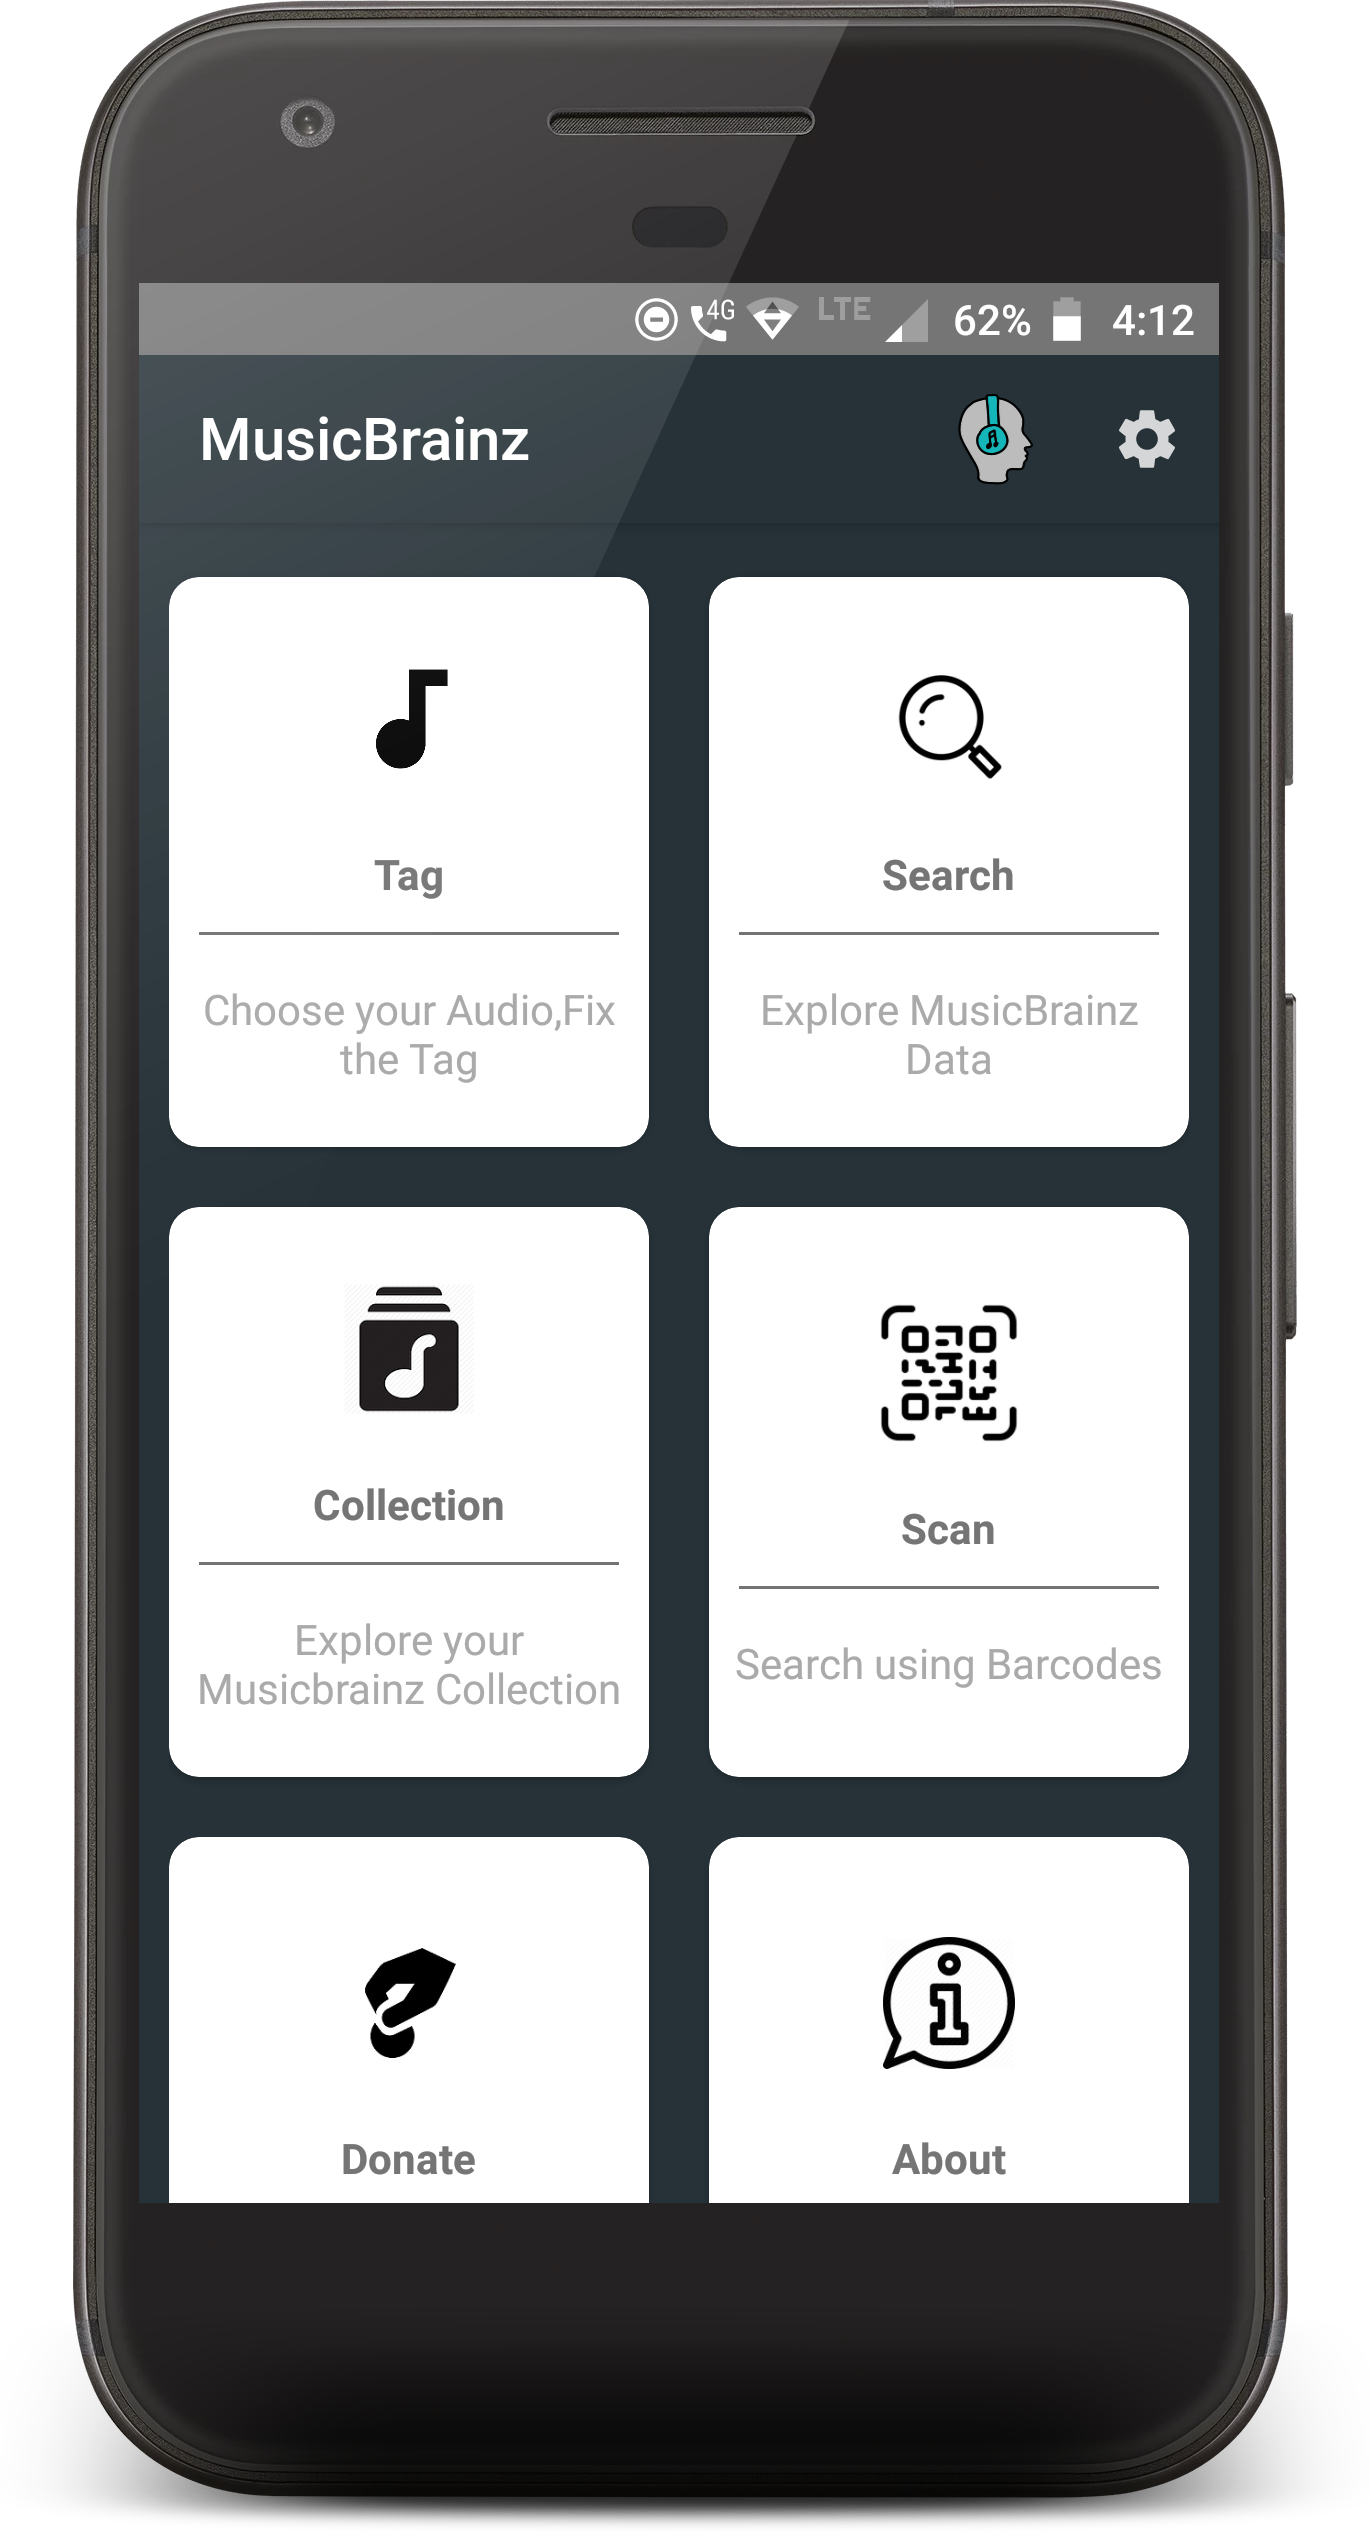 4G LTE 62% 4:12
MusicBrainz
Tag
Choose your Audio,Fix
the Tag
Search
Explore MusicBrainz
Data
Collection
Explore your
Musicbrainz Collection
Scan
Search using Barcodes
Donate
About